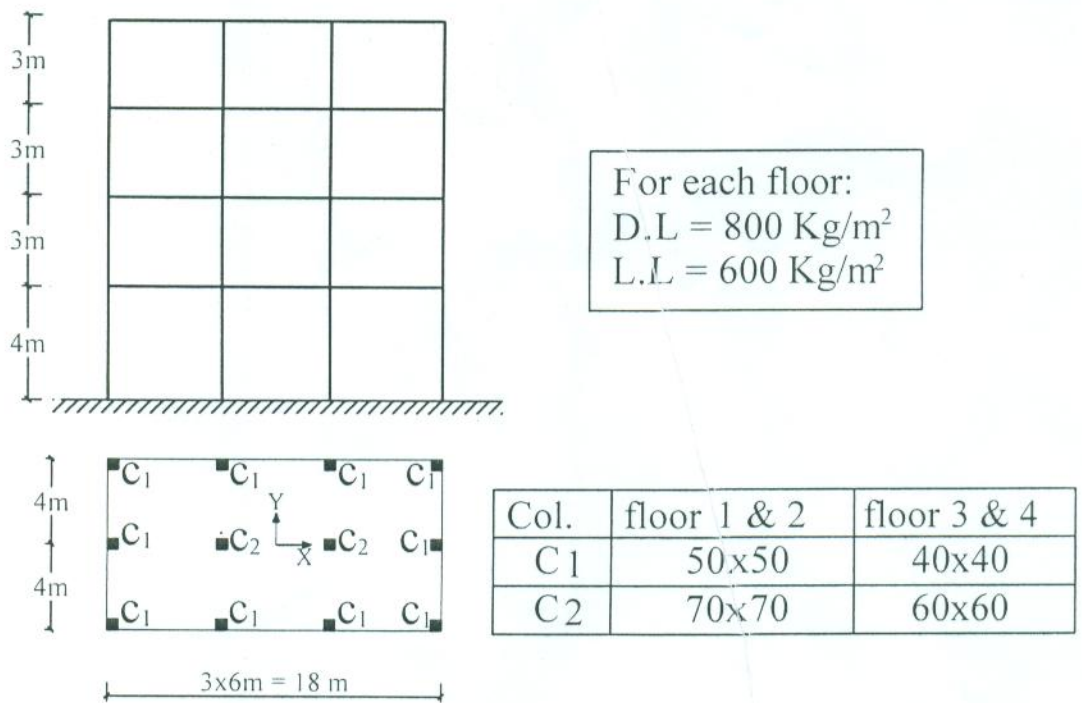 3m
3m
3m
4m
For each floor:
D.L = 800 Kg/m²
L.L = 600 Kg/m²
4m
4m
C₁ C₁ C₁ C₁
Y
C₁ C₂ C₂ C₁
X
C₁ C₁ C₁ C₁
3x6m = 18 m
Col. floor 1 & 2 floor 3 & 4
C1 50x50 40x40
C2 70x70 60x60